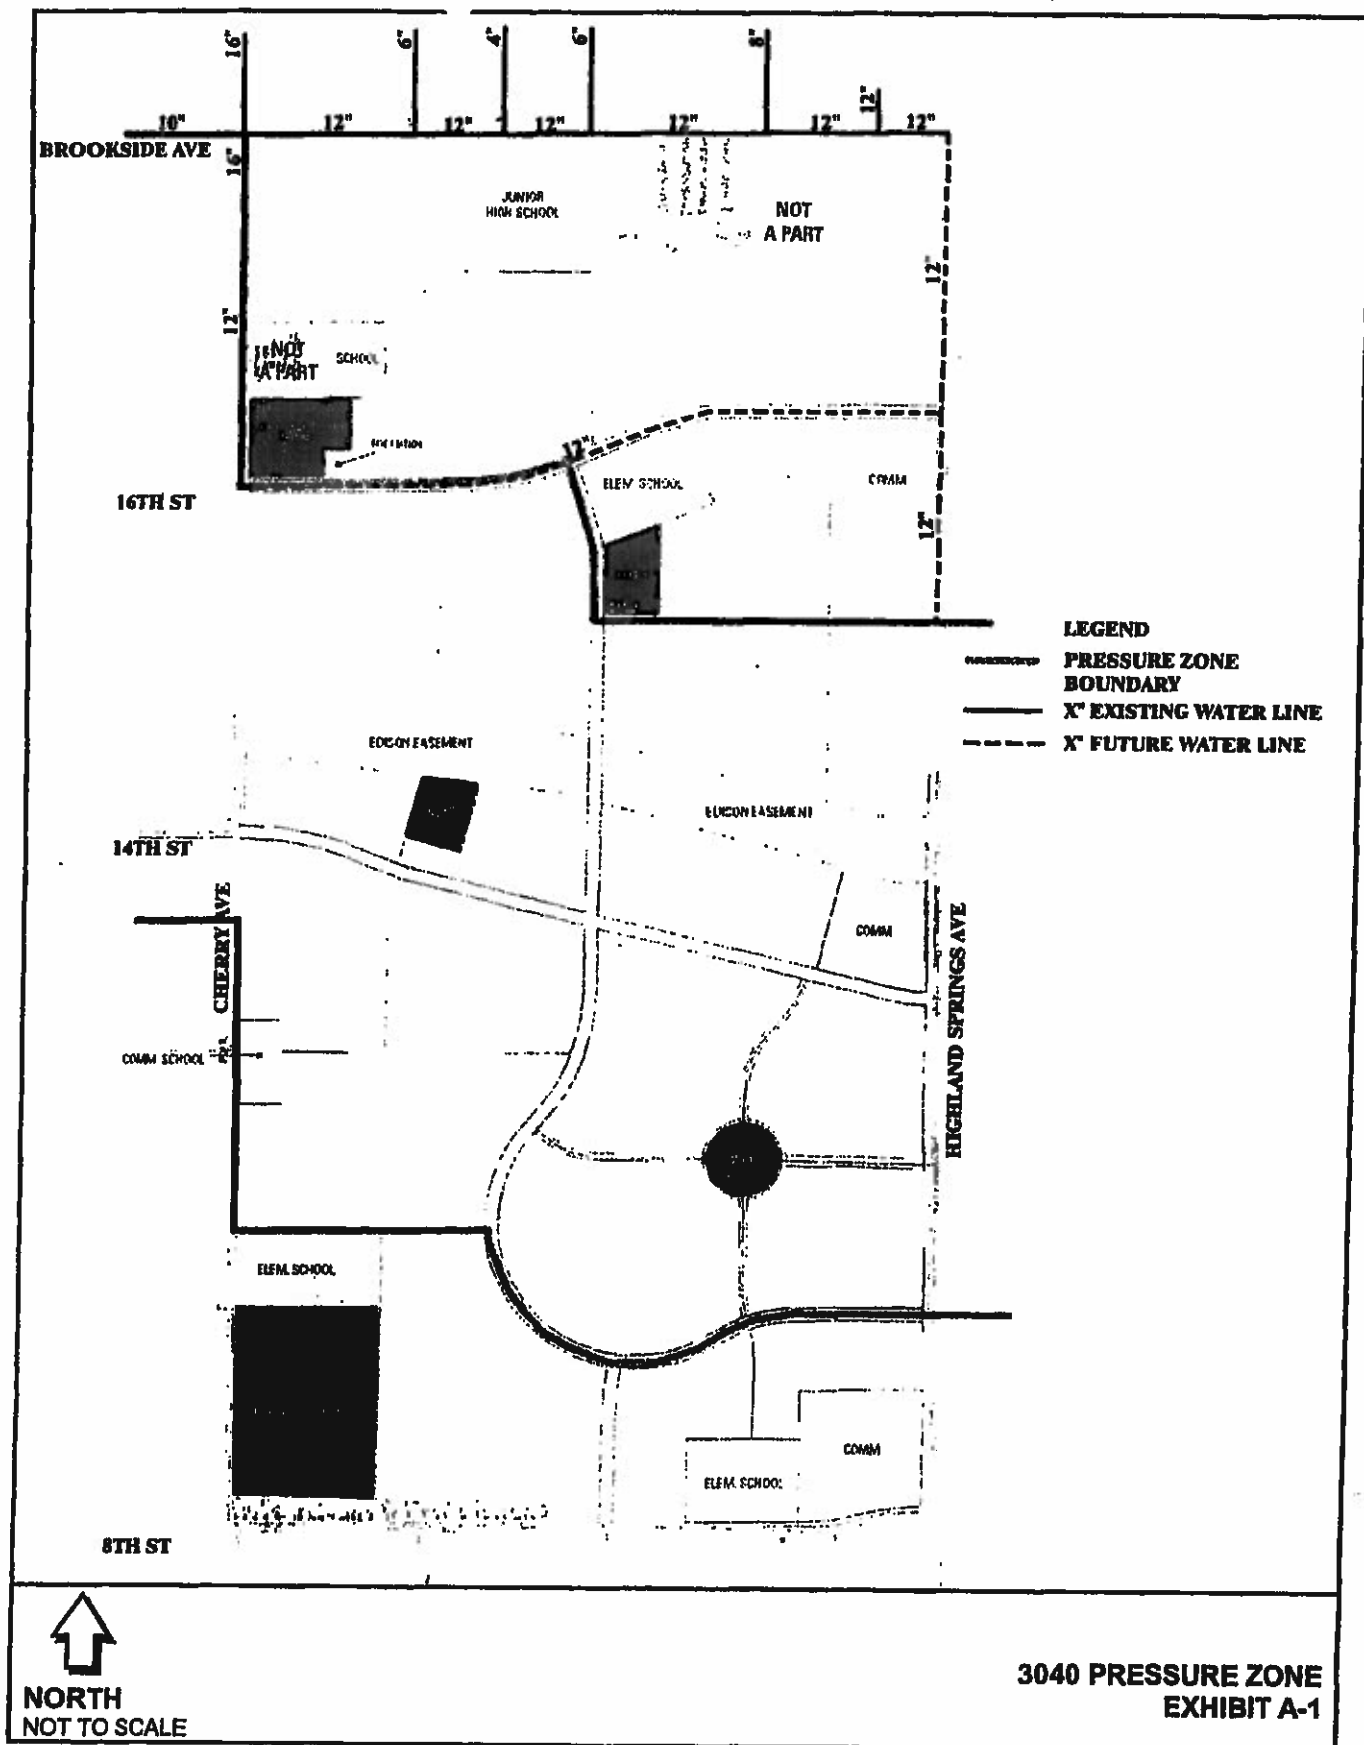 16" 6" 4" 6" 8" 12"
10" 12" 12" 12" 12" 12" 12"
BROOKSIDE AVE
16"
JUNIOR
HIGH SCHOOL
NOT
A PART
12"
12"
NOT
A PART
SCHOOL
12"
16TH ST
ELEM. SCHOOL
COMM
12"
LEGEND
PRESSURE ZONE
BOUNDARY
X" EXISTING WATER LINE
X" FUTURE WATER LINE
EDISON EASEMENT
EDISON EASEMENT
14TH ST
CHERRY AVE
COMM
HIGHLAND SPRINGS AVE
COMM SCHOOL
ELEM. SCHOOL
COMM
ELEM. SCHOOL
8TH ST
NORTH
NOT TO SCALE
3040 PRESSURE ZONE
EXHIBIT A-1